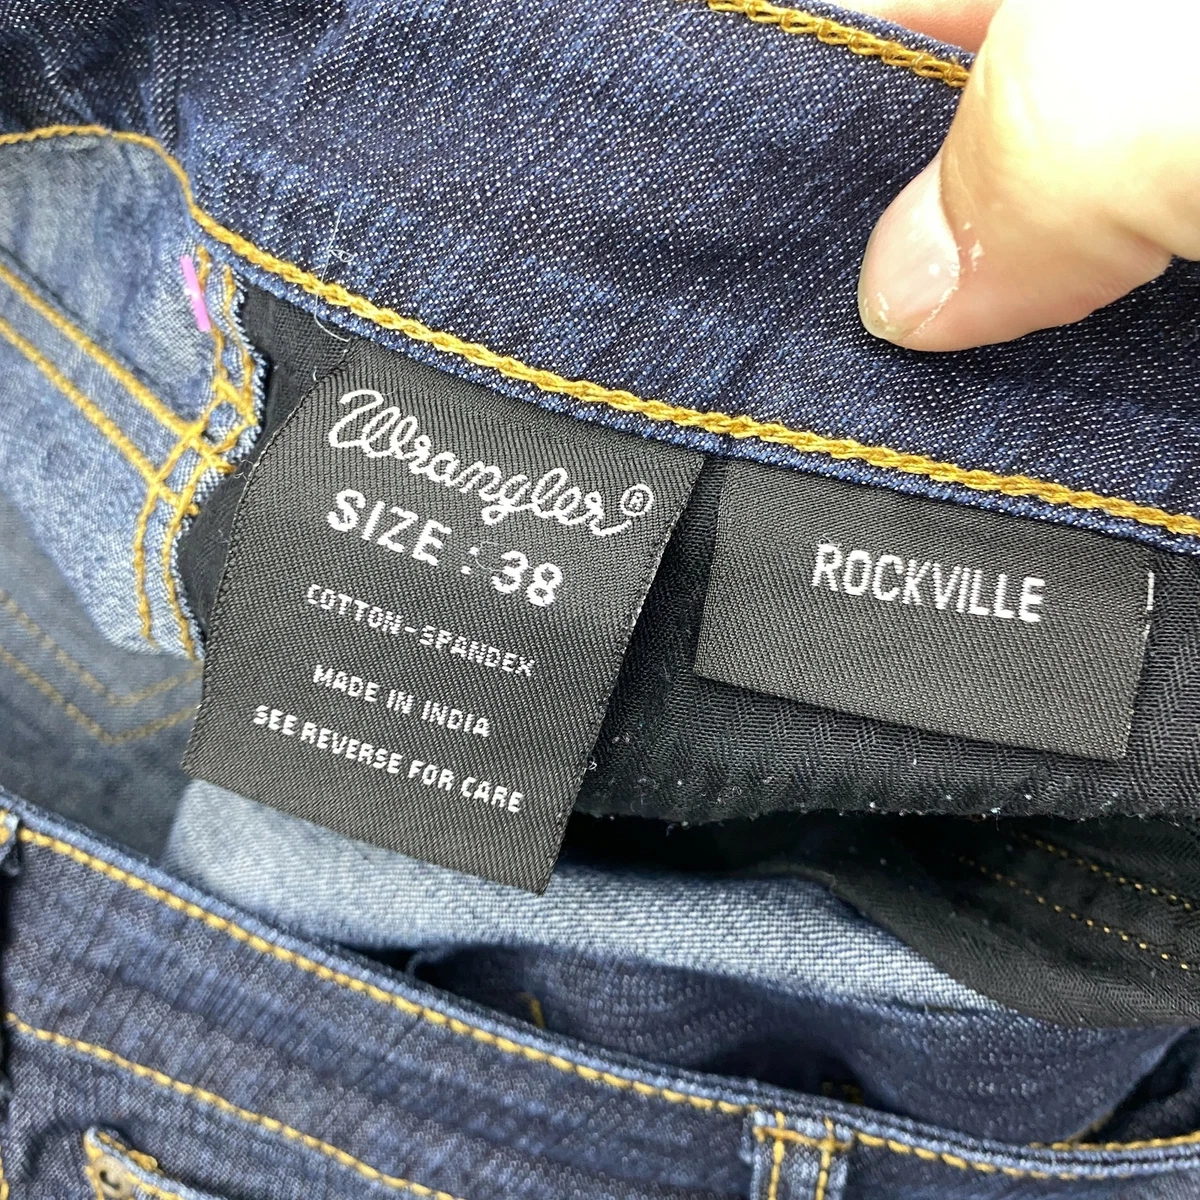 Wrangler®
SIZE : 38
COTTON-SPANDEX
MADE IN INDIA
SEE REVERSE FOR CARE
ROCKVILLE